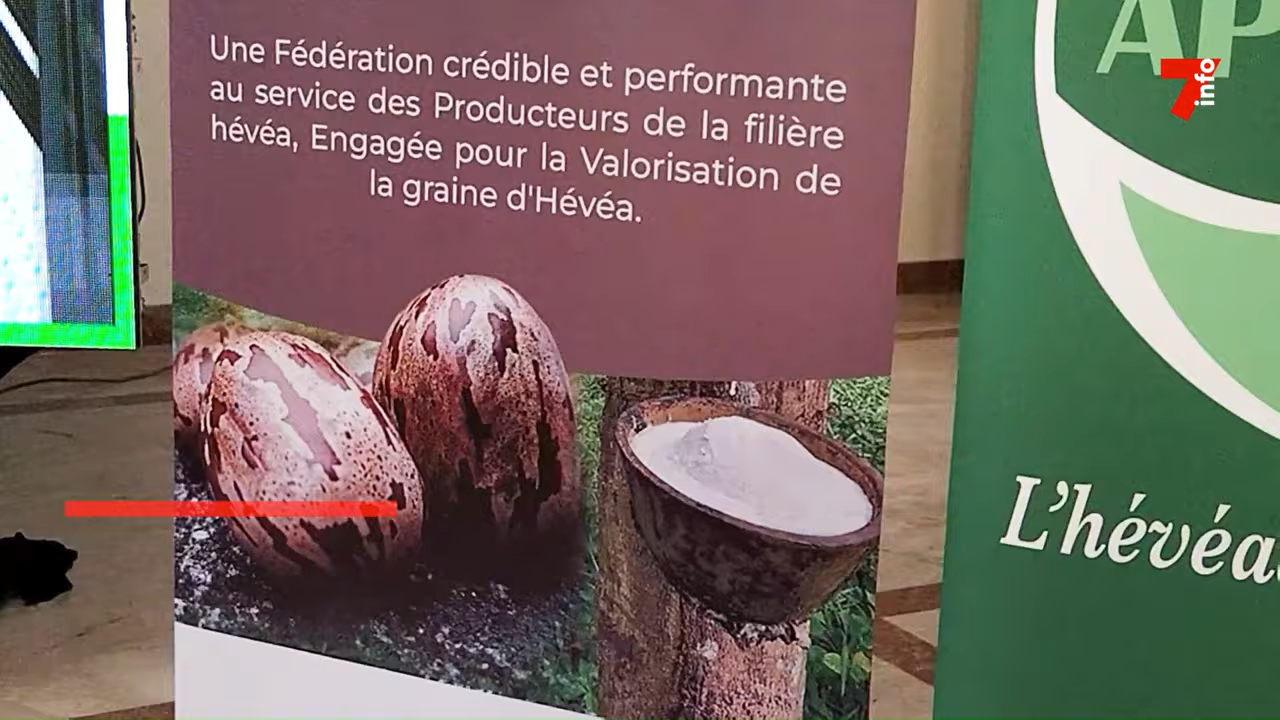 Une Fédération crédible et performante
au service des Producteurs de la filière
hévéa, Engagée pour la Valorisation de
la graine d'Hévéa.
AP
7info
L'hévéa